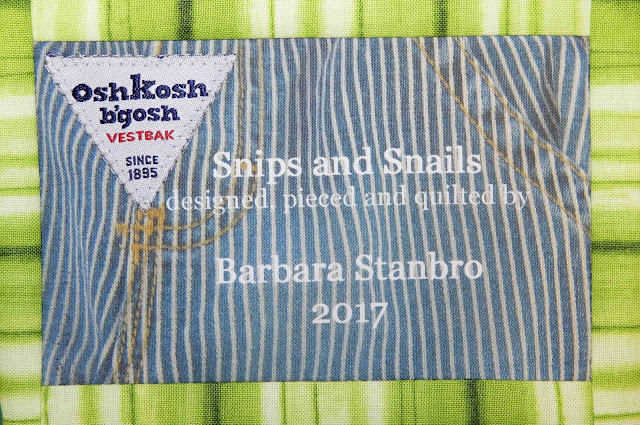 OshKosh
b'gosh
VESTBAK
SINCE
1895
Snips and Snails
designed, pieced and quilted by
Barbara Stanbro
2017